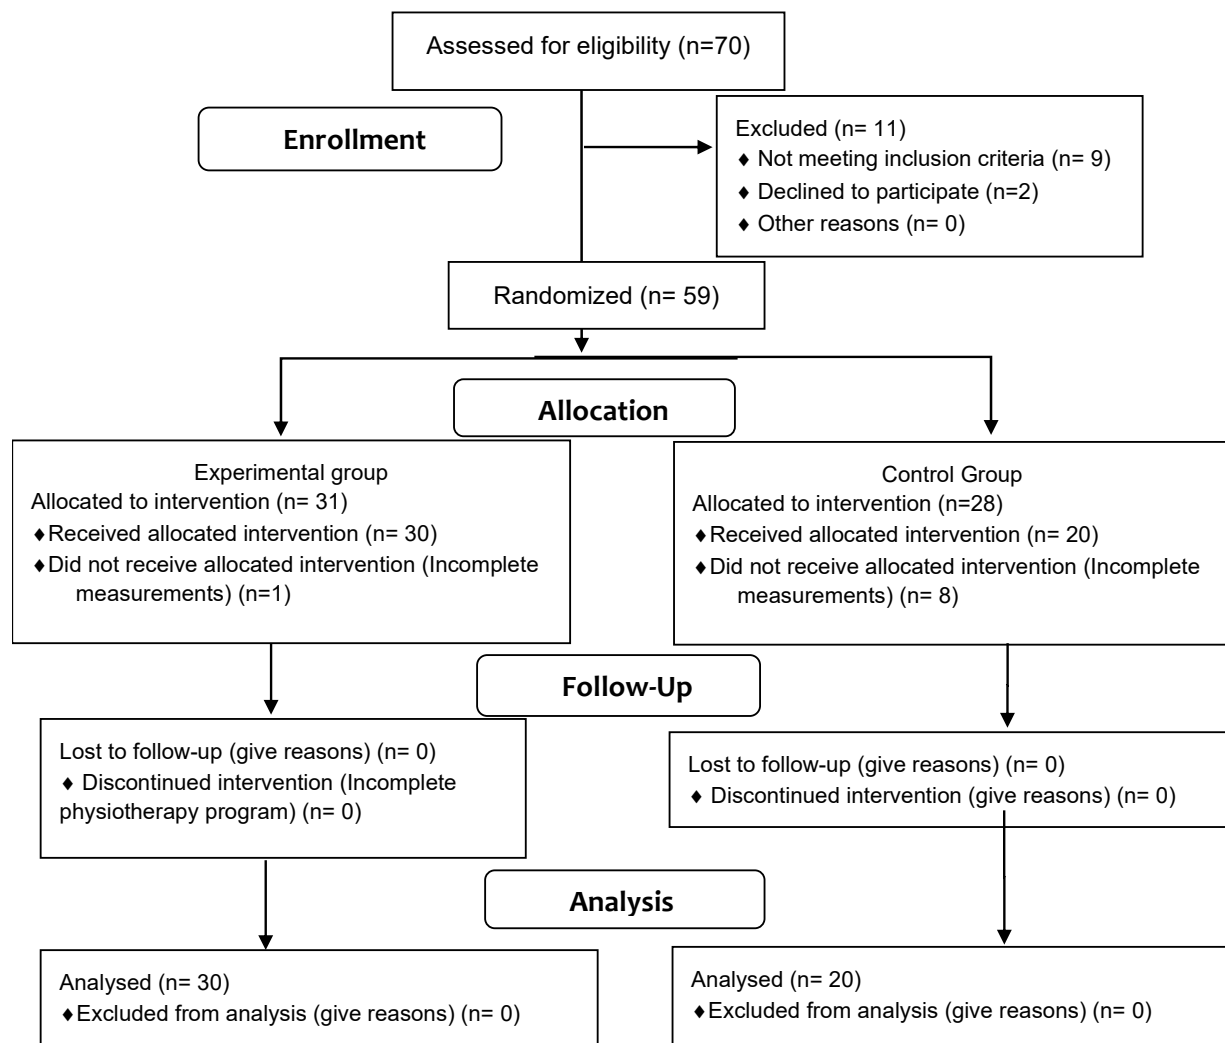 Assessed for eligibility (n=70)
Enrollment
Excluded (n= 11)
♦ Not meeting inclusion criteria (n= 9)
♦ Declined to participate (n=2)
♦ Other reasons (n= 0)
Randomized (n= 59)
Allocation
Experimental group
Allocated to intervention (n= 31)
♦Received allocated intervention (n= 30)
♦Did not receive allocated intervention (Incomplete
measurements) (n=1)
Control Group
Allocated to intervention (n=28)
♦Received allocated intervention (n= 20)
♦Did not receive allocated intervention (Incomplete
measurements) (n= 8)
Follow-Up
Lost to follow-up (give reasons) (n= 0)
♦ Discontinued intervention (Incomplete
physiotherapy program) (n= 0)
Lost to follow-up (give reasons) (n= 0)
♦ Discontinued intervention (give reasons) (n= 0)
Analysis
Analysed (n= 30)
♦Excluded from analysis (give reasons) (n= 0)
Analysed (n= 20)
♦Excluded from analysis (give reasons) (n= 0)